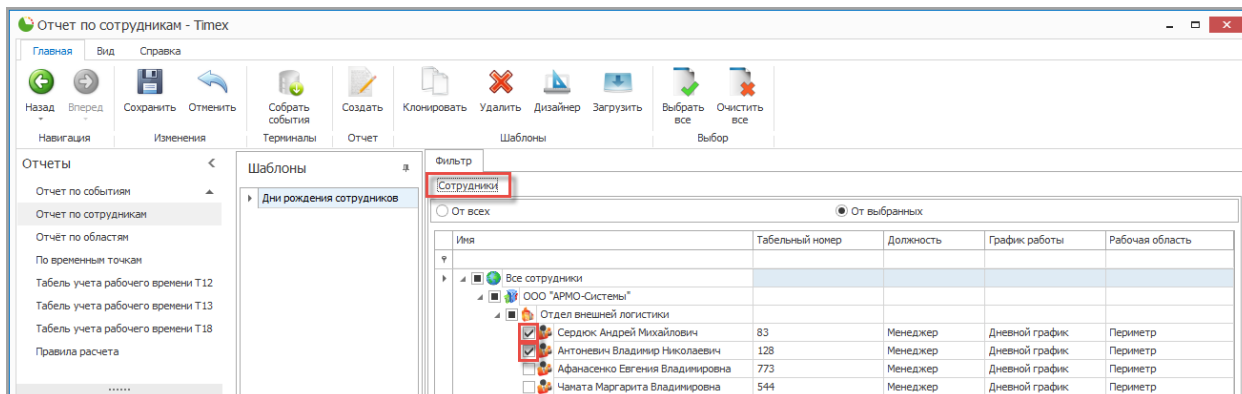 Отчет по сотрудникам - Timex
Главная Вид Справка
Назад Вперед Сохранить Отменить Собрать события Создать Клонировать Удалить Дизайнер Загрузить Выбрать все Очистить все
Навигация Изменения Терминалы Отчет Шаблоны Выбор
Отчеты
Отчет по событиям
Отчет по сотрудникам
Отчёт по областям
По временным точкам
Табель учета рабочего времени Т12
Табель учета рабочего времени Т13
Табель учета рабочего времени Т18
Правила расчета
Шаблоны
Дни рождения сотрудников
Фильтр
Сотрудники
От всех От выбранных
Имя Табельный номер Должность График работы Рабочая область
Все сотрудники
ООО "АРМО-Системы"
Отдел внешней логистики
Сердюк Андрей Михайлович 83 Менеджер Дневной график Периметр
Антоневич Владимир Николаевич 128 Менеджер Дневной график Периметр
Афанасенко Евгения Владимировна 773 Менеджер Дневной график Периметр
Чамата Маргарита Владимировна 544 Менеджер Дневной график Периметр